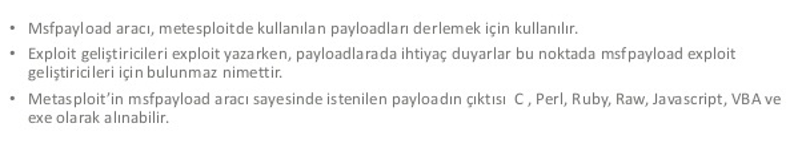 • Msfpayload aracı, metesploitde kullanılan payloadları derlemek için kullanılır.
• Exploit geliştiricileri exploit yazarken, payloadlarada ihtiyaç duyarlar bu noktada msfpayload exploit
geliştiricileri için bulunmaz nimettir.
• Metasploit’in msfpayload aracı sayesinde istenilen payloadın çıktısı C , Perl, Ruby, Raw, Javascript, VBA ve
exe olarak alınabilir.